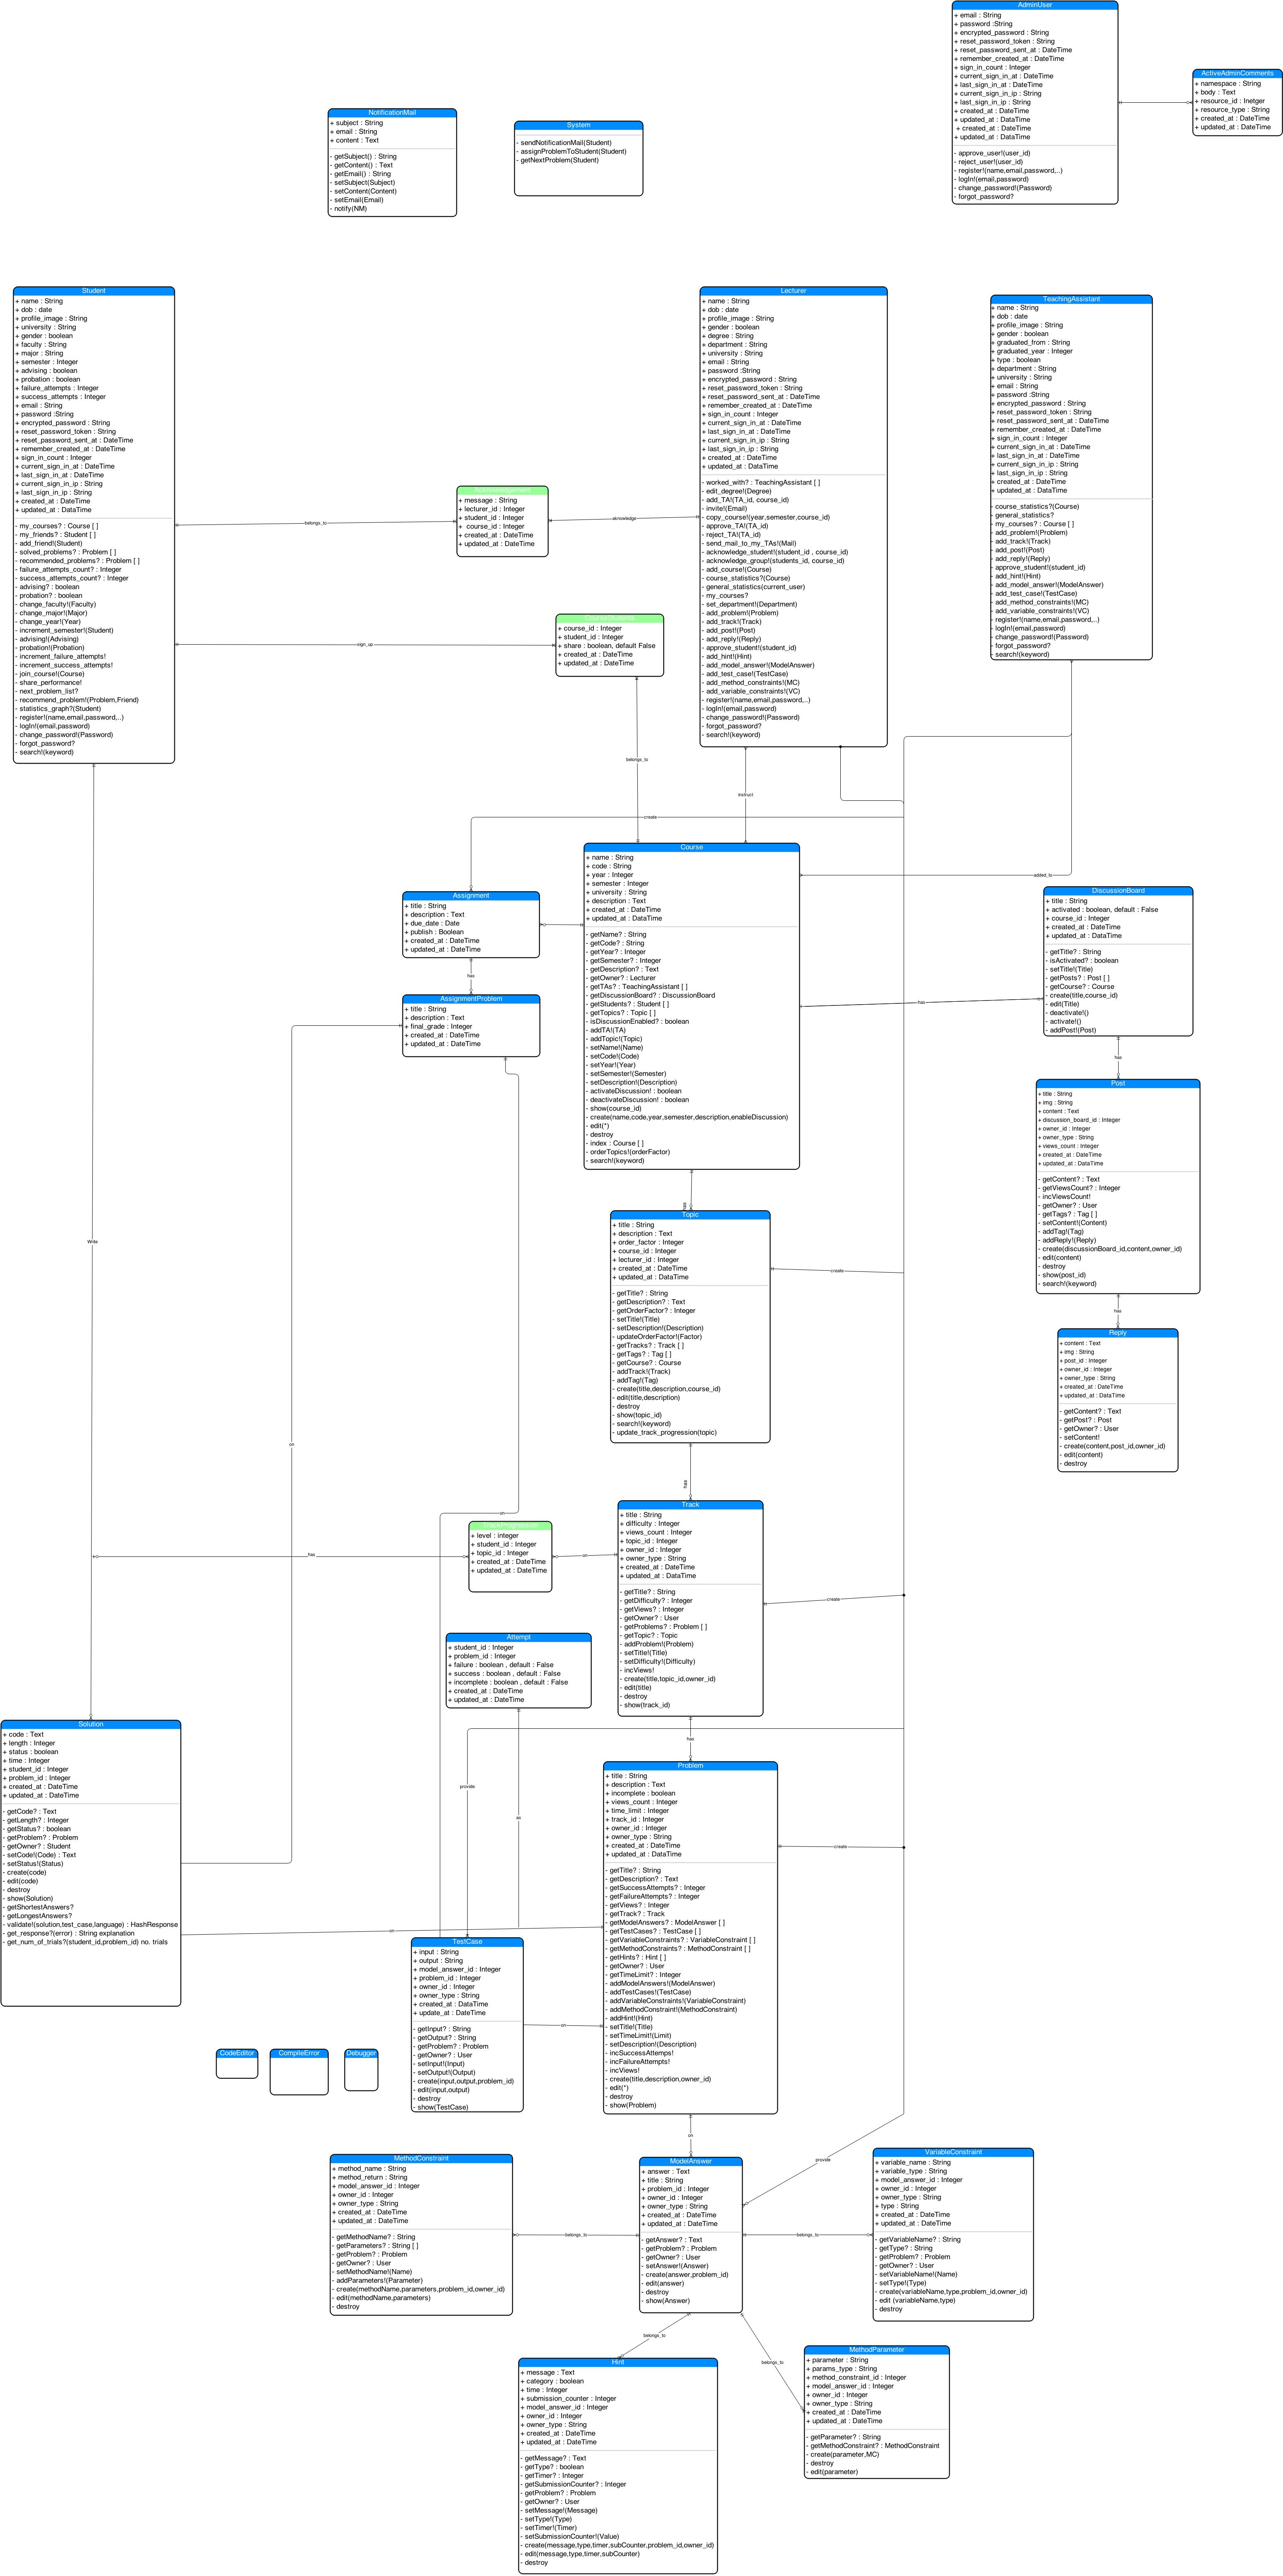 AdminUser
+ email : String
+ password :String
+ encrypted_password : String
+ reset_password_token : String
+ reset_password_sent_at : DateTime
+ remember_created_at : DateTime
+ sign_in_count : Integer
+ current_sign_in_at : DateTime
+ last_sign_in_at : DateTime
+ current_sign_in_ip : String
+ last_sign_in_ip : String
+ created_at : DateTime
+ updated_at : DataTime
+ created_at : DateTime
+ updated_at : DataTime
- approve_user!(user_id)
- reject_user!(user_id)
- register!(name,email,password,..)
- logIn!(email,password)
- change_password!(Password)
- forgot_password?
ActiveAdminComments
+ namespace : String
+ body : Text
+ resource_id : Inetger
+ resource_type : String
+ created_at : DateTime
+ updated_at : DateTime
NotificationMail
+ subject : String
+ email : String
+ content : Text
- getSubject() : String
- getContent() : Text
- getEmail() : String
- setSubject(Subject)
- setContent(Content)
- setEmail(Email)
- notify(NM)
System
- sendNotificationMail(Student)
- assignProblemToStudent(Student)
- getNextProblem(Student)
Student
+ name : String
+ dob : date
+ profile_image : String
+ university : String
+ gender : boolean
+ faculty : String
+ major : String
+ semester : Integer
+ advising : boolean
+ probation : boolean
+ failure_attempts : Integer
+ success_attempts : Integer
+ email : String
+ password :String
+ encrypted_password : String
+ reset_password_token : String
+ reset_password_sent_at : DateTime
+ remember_created_at : DateTime
+ sign_in_count : Integer
+ current_sign_in_at : DateTime
+ last_sign_in_at : DateTime
+ current_sign_in_ip : String
+ last_sign_in_ip : String
+ created_at : DateTime
+ updated_at : DataTime
- my_courses? : Course [ ]
- my_friends? : Student [ ]
- add_friend!(Student)
- solved_problems? : Problem [ ]
- recommended_problems? : Problem [ ]
- failure_attempts_count? : Integer
- success_attempts_count? : Integer
- advising? : boolean
- probation? : boolean
- change_faculty!(Faculty)
- change_major!(Major)
- change_year!(Year)
- increment_semester!(Student)
- advising!(Advising)
- probation!(Probation)
- increment_failure_attempts!
- increment_success_attempts!
- join_course!(Course)
- share_performance!
- next_problem_list?
- recommend_problem!(Problem,Friend)
- statistics_graph?(Student)
- register!(name,email,password,..)
- logIn!(email,password)
- change_password!(Password)
- forgot_password?
- search!(keyword)
Lecturer
+ name : String
+ dob : date
+ profile_image : String
+ gender : boolean
+ degree : String
+ department : String
+ university : String
+ email : String
+ password :String
+ encrypted_password : String
+ reset_password_token : String
+ reset_password_sent_at : DateTime
+ remember_created_at : DateTime
+ sign_in_count : Integer
+ current_sign_in_at : DateTime
+ last_sign_in_at : DateTime
+ current_sign_in_ip : String
+ last_sign_in_ip : String
+ created_at : DateTime
+ updated_at : DataTime
- worked_with? : TeachingAssistant [ ]
- edit_degree!(Degree)
- add_TA!(TA_id, course_id)
- invite!(Email)
- copy_course!(year,semester,course_id)
- approve_TA!(TA_id)
- reject_TA!(TA_id)
- send_mail_to_my_TAs!(Mail)
- acknowledge_student!(student_id , course_id)
- acknowledge_group!(students_id, course_id)
- add_course!(Course)
- course_statistics?(Course)
- general_statistics(current_user)
- my_courses?
- set_department!(Department)
- add_problem!(Problem)
- add_track!(Track)
- add_post!(Post)
- add_reply!(Reply)
- approve_student!(student_id)
- add_hint!(Hint)
- add_model_answer!(ModelAnswer)
- add_test_case!(TestCase)
- add_method_constraints!(MC)
- add_variable_constraints!(VC)
- register!(name,email,password,..)
- logIn!(email,password)
- change_password!(Password)
- forgot_password?
- search!(keyword)
TeachingAssistant
+ name : String
+ dob : date
+ profile_image : String
+ gender : boolean
+ graduated_from : String
+ graduated_year : Integer
+ type : boolean
+ department : String
+ university : String
+ email : String
+ password :String
+ encrypted_password : String
+ reset_password_token : String
+ reset_password_sent_at : DateTime
+ remember_created_at : DateTime
+ sign_in_count : Integer
+ current_sign_in_at : DateTime
+ last_sign_in_at : DateTime
+ current_sign_in_ip : String
+ last_sign_in_ip : String
+ created_at : DateTime
+ updated_at : DataTime
- course_statistics?(Course)
- general_statistics?
- my_courses? : Course [ ]
- add_problem!(Problem)
- add_track!(Track)
- add_post!(Post)
- add_reply!(Reply)
- approve_student!(student_id)
- add_hint!(Hint)
- add_model_answer!(ModelAnswer)
- add_test_case!(TestCase)
- add_method_constraints!(MC)
- add_variable_constraints!(VC)
- register!(name,email,password,..)
- logIn!(email,password)
- change_password!(Password)
- forgot_password?
- search!(keyword)
+ message : String
+ lecturer_id : Integer
+ student_id : Integer
+ course_id : Integer
+ created_at : DateTime
+ updated_at : DateTime
belongs_to
aknowledge
CourseStudents
+ course_id : Integer
+ student_id : Integer
+ share : boolean, default False
+ created_at : DateTime
+ updated_at : DateTime
sign_up
belongs_to
instruct
create
added_to
Course
+ name : String
+ code : String
+ year : Integer
+ semester : Integer
+ university : String
+ description : Text
+ created_at : DateTime
+ updated_at : DataTime
- getName? : String
- getCode? : String
- getYear? : Integer
- getSemester? : Integer
- getDescription? : Text
- getOwner? : Lecturer
- getTAs? : TeachingAssistant [ ]
- getDiscussionBoard? : DiscussionBoard
- getStudents? : Student [ ]
- getTopics? : Topic [ ]
- isDiscussionEnabled? : boolean
- addTA!(TA)
- addTopic!(Topic)
- setName!(Name)
- setCode!(Code)
- setYear!(Year)
- setSemester!(Semester)
- setDescription!(Description)
- activateDiscussion! : boolean
- deactivateDiscussion! : boolean
- show(course_id)
- create(name,code,year,semester,description,enableDiscussion)
- edit(*)
- destroy
- index : Course [ ]
- orderTopics!(orderFactor)
- search!(keyword)
Assignment
+ title : String
+ description : Text
+ due_date : Date
+ publish : Boolean
+ created_at : DateTime
+ updated_at : DateTime
has
AssignmentProblem
+ title : String
+ description : Text
+ final_grade : Integer
+ created_at : DateTime
+ updated_at : DateTime
DiscussionBoard
+ title : String
+ activated : boolean, default : False
+ course_id : Integer
+ created_at : DateTime
+ updated_at : DataTime
- getTitle? : String
- isActivated? : boolean
- setTitle!(Title)
- getPosts? : Post [ ]
- getCourse? : Course
- create(title,course_id)
- edit(Title)
- deactivate!()
- activate!()
- addPost!(Post)
has
has
Post
+ title : String
+ img : String
+ content : Text
+ discussion_board_id : Integer
+ owner_id : Integer
+ owner_type : String
+ views_count : Integer
+ created_at : DateTime
+ updated_at : DataTime
- getContent? : Text
- getViewsCount? : Integer
- incViewsCount!
- getOwner? : User
- getTags? : Tag [ ]
- setContent!(Content)
- addTag!(Tag)
- addReply!(Reply)
- create(discussionBoard_id,content,owner_id)
- edit(content)
- destroy
- show(post_id)
- search!(keyword)
has
Reply
+ content : Text
+ img : String
+ post_id : Integer
+ owner_id : Integer
+ owner_type : String
+ created_at : DateTime
+ updated_at : DataTime
- getContent? : Text
- getPost? : Post
- getOwner? : User
- setContent!
- create(content,post_id,owner_id)
- edit(content)
- destroy
has
Topic
+ title : String
+ description : Text
+ order_factor : Integer
+ course_id : Integer
+ lecturer_id : Integer
+ created_at : DateTime
+ updated_at : DataTime
- getTitle? : String
- getDescription? : Text
- getOrderFactor? : Integer
- setTitle!(Title)
- setDescription!(Description)
- updateOrderFactor!(Factor)
- getTracks? : Track [ ]
- getTags? : Tag [ ]
- getCourse? : Course
- addTrack!(Track)
- addTag!(Tag)
- create(title,description,course_id)
- edit(title,description)
- destroy
- show(topic_id)
- search!(keyword)
- update_track_progression(topic)
create
Write
on
has
Track
+ title : String
+ difficulty : Integer
+ views_count : Integer
+ topic_id : Integer
+ owner_id : Integer
+ owner_type : String
+ created_at : DateTime
+ updated_at : DataTime
- getTitle? : String
- getDifficulty? : Integer
- getViews? : Integer
- getOwner? : User
- getProblems? : Problem [ ]
- getTopic? : Topic
- addProblem!(Problem)
- setTitle!(Title)
- setDifficulty!(Difficulty)
- incViews!
- create(title,topic_id,owner_id)
- edit(title)
- destroy
- show(track_id)
on
TrackProgression
+ level : integer
+ student_id : Integer
+ topic_id : Integer
+ created_at : DateTime
+ updated_at : DateTime
has
on
create
Attempt
+ student_id : Integer
+ problem_id : Integer
+ failure : boolean , default : False
+ success : boolean , default : False
+ incomplete : boolean , default : False
+ created_at : DateTime
+ updated_at : DateTime
Solution
+ code : Text
+ length : Integer
+ status : boolean
+ time : Integer
+ student_id : Integer
+ problem_id : Integer
+ created_at : DateTime
+ updated_at : DataTime
- getCode? : Text
- getLength? : Integer
- getStatus? : boolean
- getProblem? : Problem
- getOwner? : Student
- setCode!(Code) : Text
- setStatus!(Status)
- create(code)
- edit(code)
- destroy
- show(Solution)
- getShortestAnswers?
- getLongestAnswers?
- validate!(solution,test_case,language) : HashResponse
- get_response?(error) : String explanation
- get_num_of_trials?(student_id,problem_id) no. trials
has
provide
as
on
Problem
+ title : String
+ description : Text
+ incomplete : boolean
+ views_count : Integer
+ time_limit : Integer
+ track_id : Integer
+ owner_id : Integer
+ owner_type : String
+ created_at : DateTime
+ updated_at : DataTime
- getTitle? : String
- getDescription? : Text
- getSuccessAttempts? : Integer
- getFailureAttempts? : Integer
- getViews? : Integer
- getTrack? : Track
- getModelAnswers? : ModelAnswer [ ]
- getTestCases? : TestCase [ ]
- getVariableConstraints? : VariableConstraint [ ]
- getMethodConstraints? : MethodConstraint [ ]
- getHints? : Hint [ ]
- getOwner? : User
- getTimeLimit? : Integer
- addModelAnswers!(ModelAnswer)
- addTestCases!(TestCase)
- addVariableConstraints!(VariableConstraint)
- addMethodConstraint!(MethodConstraint)
- addHint!(Hint)
- setTitle!(Title)
- setTimeLimit!(Limit)
- setDescription!(Description)
- incSuccessAttemps!
- incFailureAttempts!
- incViews!
- create(title,description,owner_id)
- edit(*)
- destroy
- show(Problem)
create
TestCase
+ input : String
+ output : String
+ model_answer_id : Integer
+ problem_id : Integer
+ owner_id : Integer
+ owner_type : String
+ created_at : DataTime
+ update_at : DateTime
- getInput? : String
- getOutput? : String
- getProblem? : Problem
- getOwner? : User
- setInput!(Input)
- setOutput!(Output)
- create(input,output,problem_id)
- edit(input,output)
- destroy
- show(TestCase)
on
CodeEditor
CompileError
Debugger
on
provide
MethodConstraint
+ method_name : String
+ method_return : String
+ model_answer_id : Integer
+ owner_id : Integer
+ owner_type : String
+ created_at : DateTime
+ updated_at : DateTime
- getMethodName? : String
- getParameters? : String [ ]
- getProblem? : Problem
- getOwner? : User
- setMethodName!(Name)
- addParameters!(Parameter)
- create(methodName,parameters,problem_id,owner_id)
- edit(methodName,parameters)
- destroy
belongs_to
ModelAnswer
+ answer : Text
+ title : String
+ problem_id : Integer
+ owner_id : Integer
+ owner_type : String
+ created_at : DateTime
+ updated_at : DataTime
- getAnswer? : Text
- getProblem? : Problem
- getOwner? : User
- setAnswer!(Answer)
- create(answer,problem_id)
- edit(answer)
- destroy
- show(Answer)
belongs_to
VariableConstraint
+ variable_name : String
+ variable_type : String
+ model_answer_id : Integer
+ owner_id : Integer
+ owner_type : String
+ type : String
+ created_at : DateTime
+ updated_at : DataTime
- getVariableName? : String
- getType? : String
- getProblem? : Problem
- getOwner? : User
- setVariableName!(Name)
- setType!(Type)
- create(variableName,type,problem_id,owner_id)
- edit (variableName,type)
- destroy
belongs_to
belongs_to
Hint
+ message : Text
+ category : boolean
+ time : Integer
+ submission_counter : Integer
+ model_answer_id : Integer
+ owner_id : Integer
+ owner_type : String
+ created_at : DateTime
+ updated_at : DateTime
- getMessage? : Text
- getType? : boolean
- getTimer? : Integer
- getSubmissionCounter? : Integer
- getProblem? : Problem
- getOwner? : User
- setMessage!(Message)
- setType!(Type)
- setTimer!(Timer)
- setSubmissionCounter!(Value)
- create(message,type,timer,subCounter,problem_id,owner_id)
- edit(message,type,timer,subCounter)
- destroy
MethodParameter
+ parameter : String
+ params_type : String
+ method_constraint_id : Integer
+ model_answer_id : Integer
+ owner_id : Integer
+ owner_type : String
+ created_at : DateTime
+ updated_at : DateTime
- getParameter? : String
- getMethodConstraint? : MethodConstraint
- create(parameter,MC)
- destroy
- edit(parameter)